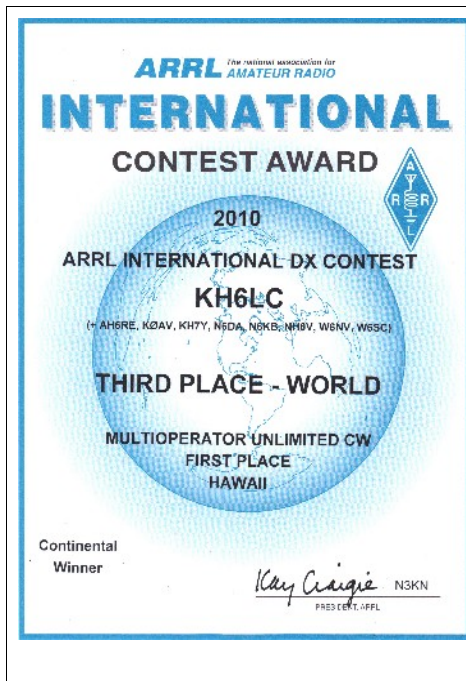 ARRL The national association for AMATEUR RADIO
INTERNATIONAL
CONTEST AWARD
A
R R
L
2010
ARRL INTERNATIONAL DX CONTEST
KH6LC
(+ AH6RE, KØAV, KH7Y, N6DA, N6KB, NH8V, W6NV, W6SC)
THIRD PLACE - WORLD
MULTIOPERATOR UNLIMITED CW
FIRST PLACE
HAWAII
Continental
Winner
Kay Craigie N3KN
PRESIDENT, ARRL